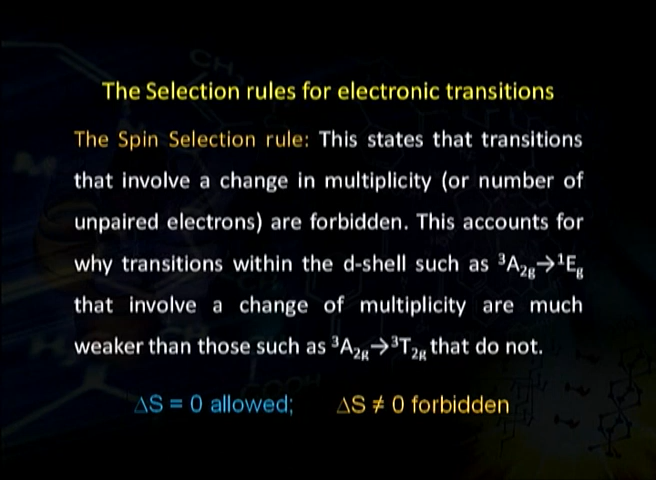 The Selection rules for electronic transitions
The Spin Selection rule: This states that transitions
that involve a change in multiplicity (or number of
unpaired electrons) are forbidden. This accounts for
why transitions within the d-shell such as ³A₂g→¹Eg
that involve a change of multiplicity are much
weaker than those such as ³A₂g→³T₂g that do not.
ΔS = 0 allowed; ΔS ≠ 0 forbidden